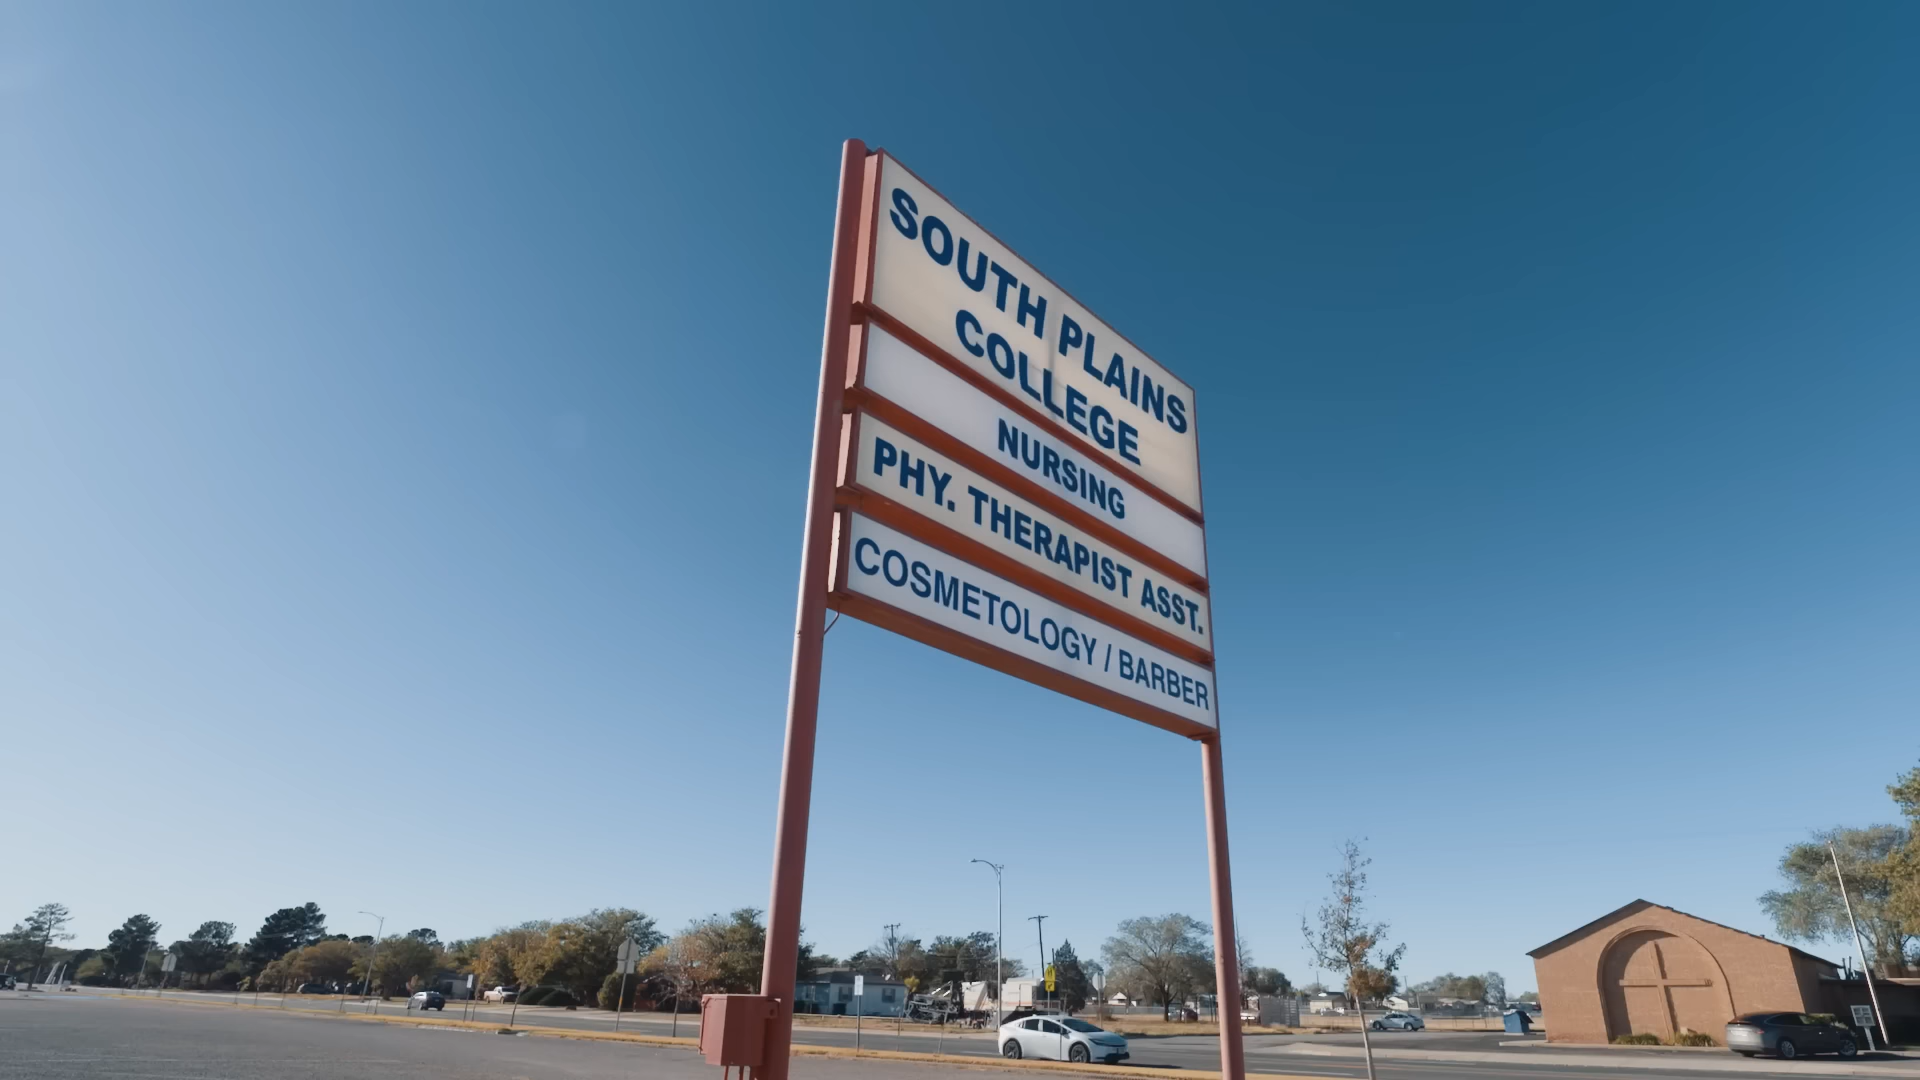 SOUTH PLAINS
COLLEGE
NURSING
PHY. THERAPIST ASST.
COSMETOLOGY / BARBER